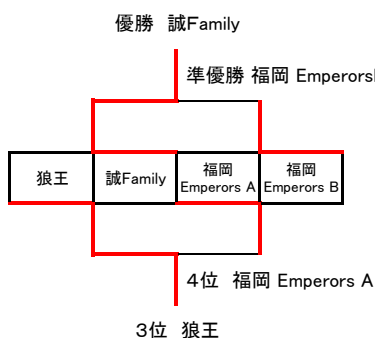 優勝 誠Family
準優勝 福岡 Emperors
狼王
誠Family
福岡
Emperors A
福岡
Emperors B
4位 福岡 Emperors A
3位 狼王